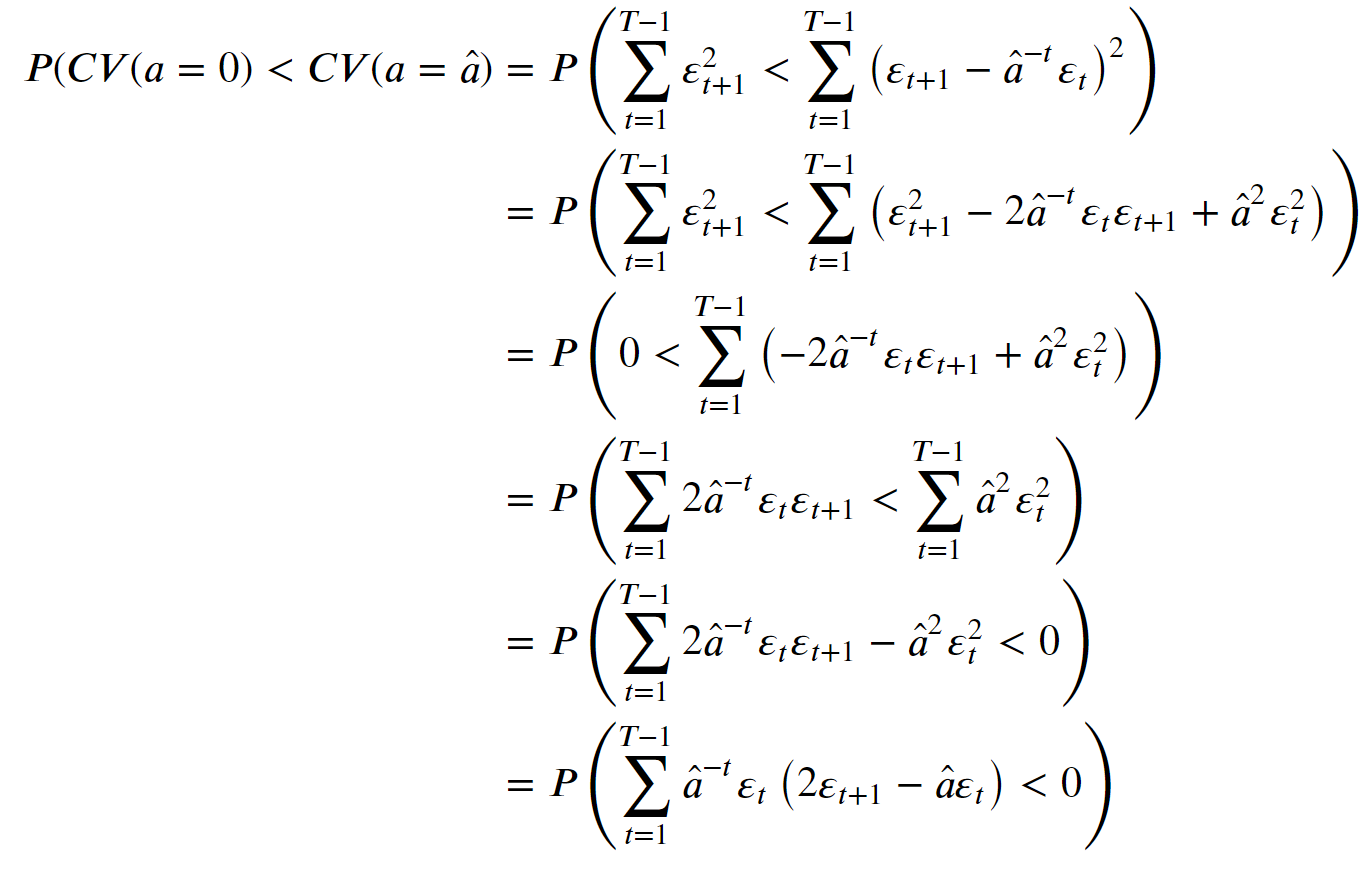 P(CV(a = 0) < CV(a = â) = P(∑_{t=1}^{T−1} ε_{t+1}^2 < ∑_{t=1}^{T−1} (ε_{t+1} − â^{−t} ε_t)^2)
= P(∑_{t=1}^{T−1} ε_{t+1}^2 < ∑_{t=1}^{T−1} (ε_{t+1}^2 − 2â^{−t} ε_t ε_{t+1} + â^2 ε_t^2))
= P(0 < ∑_{t=1}^{T−1} (−2â^{−t} ε_t ε_{t+1} + â^2 ε_t^2))
= P(∑_{t=1}^{T−1} 2â^{−t} ε_t ε_{t+1} < ∑_{t=1}^{T−1} â^2 ε_t^2)
= P(∑_{t=1}^{T−1} 2â^{−t} ε_t ε_{t+1} − â^2 ε_t^2 < 0)
= P(∑_{t=1}^{T−1} â^{−t} ε_t (2ε_{t+1} − âε_t) < 0)